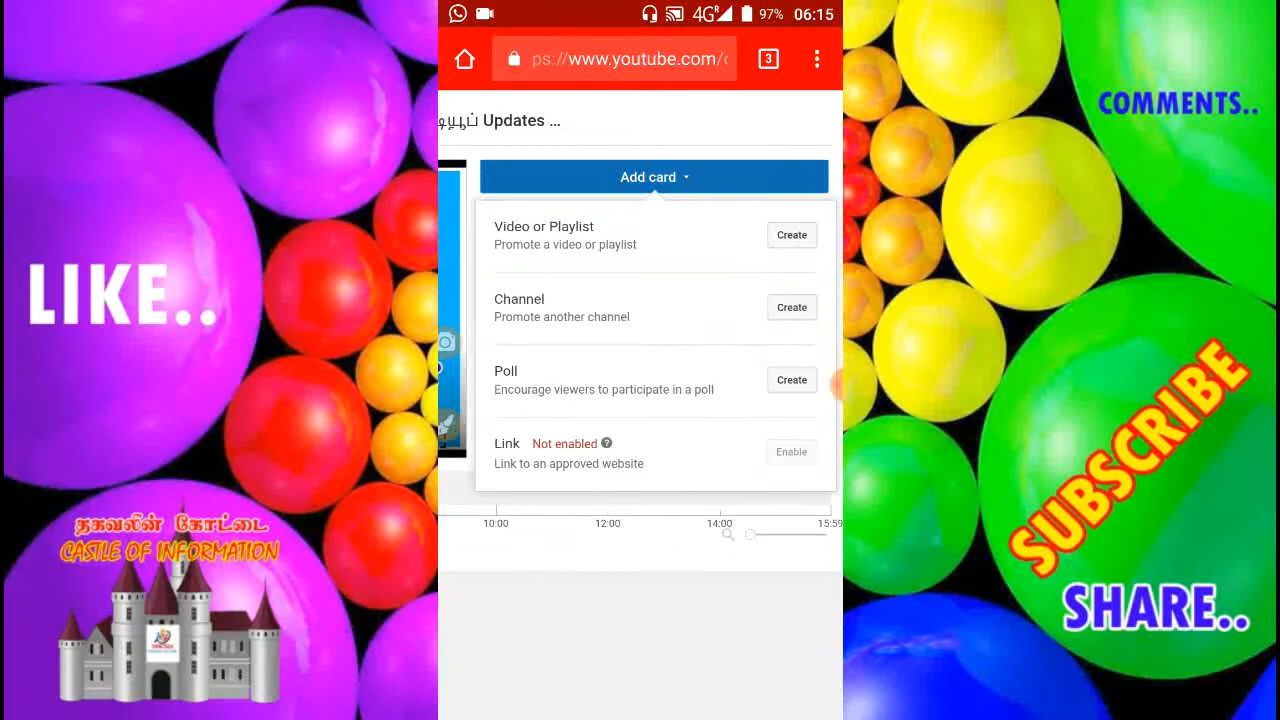 4G R 97% 06:15
ps://www.youtube.com/
3
Updates ...
Add card
Video or Playlist
Promote a video or playlist
Create
Channel
Promote another channel
Create
Poll
Encourage viewers to participate in a poll
Create
Link Not enabled ?
Link to an approved website
Enable
10:00 12:00 14:00 15:59
LIKE..
தகவலின் கோட்டை
CASTLE OF INFORMATION
COMMENTS..
SUBSCRIBE
SHARE..